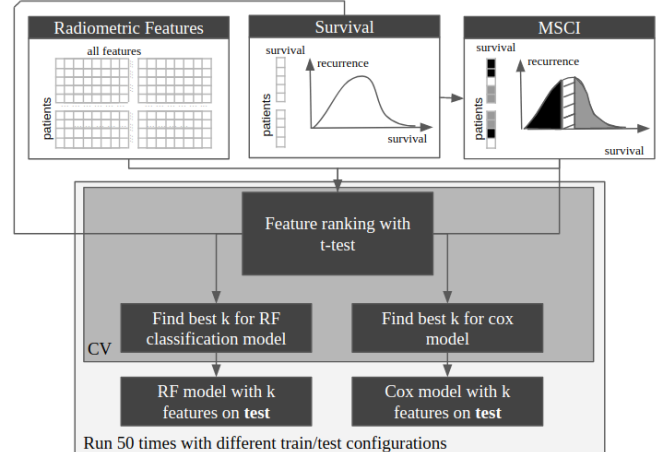 Radiometric Features
all features
patients
Survival
survival
patients
recurrence
survival
MSCI
survival
patients
recurrence
survival
Feature ranking with
t-test
Find best k for RF
classification model
Find best k for cox
model
CV
RF model with k
features on test
Cox model with k
features on test
Run 50 times with different train/test configurations